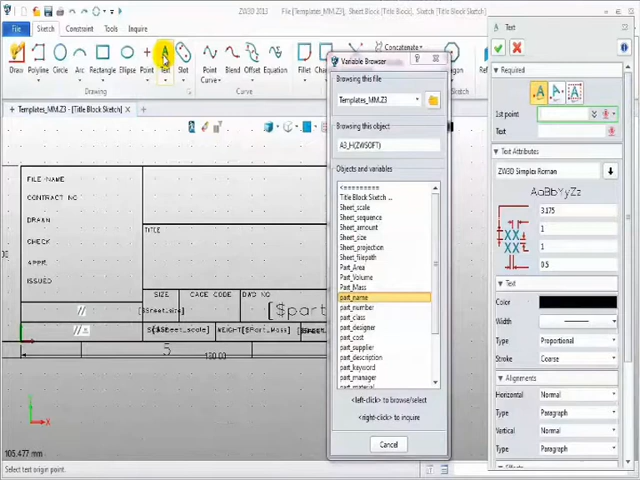 ZW3D 2013 File [Templates_MM.Z3], Sheet Block [Title Block]
File Sketch Constraint Tools Inquire
Concatenate
Draw Polyline Circle Arc Rectangle Ellipse Point Text Slot Point Curve Blend Offset Equation Fillet
Drawing Curve
Templates_MM.Z3 - [Title Block Sketch]
FILE NAME
CONTRACT NO
DRAWN
CHECK
APPR.
ISSUED
TITLE
SIZE CAGE CODE DWG NO
[$Sheet_size]
[$part
S[$Sheet_scale] WEIGHT[$Part_Mass]
5
180.00
105.477 mm
X
Select text origin point.
Variable Browser
Browsing this file
Templates_MM.Z3
Browsing this object
A3_H(ZWSOFT)
Objects and variables
<=========
Title Block Sketch ...
Sheet_scale
Sheet_sequence
Sheet_amount
Sheet_size
Sheet_projection
Sheet_filepath
Part_Area
Part_Volume
Part_Mass
part_name
part_number
part_class
part_designer
part_cost
part_supplier
part_description
part_keyword
part_manager
part_material
<left-click> to browse/select
<right-click> to inquire
Cancel
Text
Required
1st point
Text
Text Attributes
ZW3D Simplex Roman
AaBbYyZz
3.175
1
1
0.5
Text
Color
Width
Type Proportional
Stroke Coarse
Alignments
Horizontal Normal
Type Paragraph
Vertical Normal
Type Paragraph
Effects